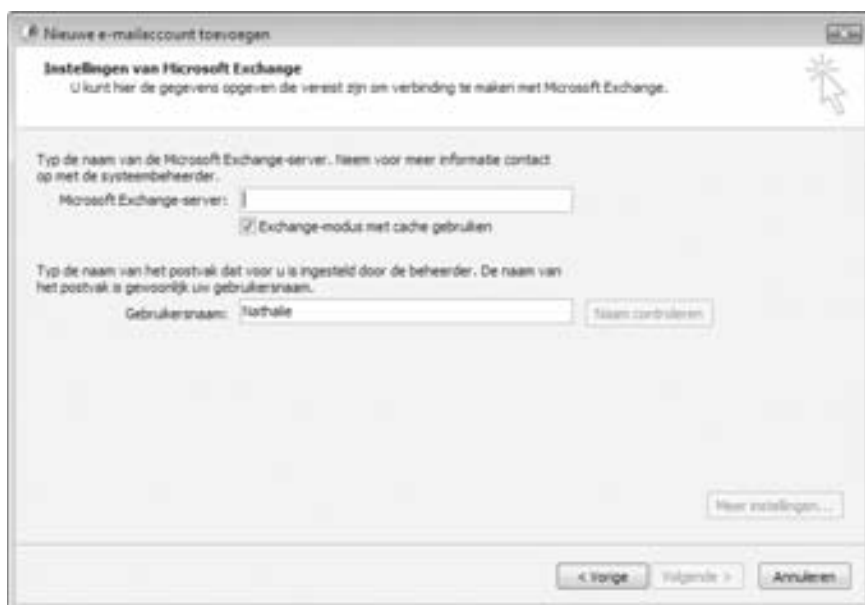 Nieuwe e-mailaccount toevoegen
Instellingen van Microsoft Exchange
U kunt hier de gegevens opgeven die vereist zijn om verbinding te maken met Microsoft Exchange.
Typ de naam van de Microsoft Exchange-server. Neem voor meer informatie contact
op met de systeembeheerder.
Microsoft Exchange-server:
Exchange-modus met cache gebruiken
Typ de naam van het postvak dat voor u is ingesteld door de beheerder. De naam van
het postvak is gewoonlijk uw gebruikersnaam.
Gebruikersnaam: Nathalie Naam controleren
Meer instellingen...
< Vorige Volgende > Annuleren